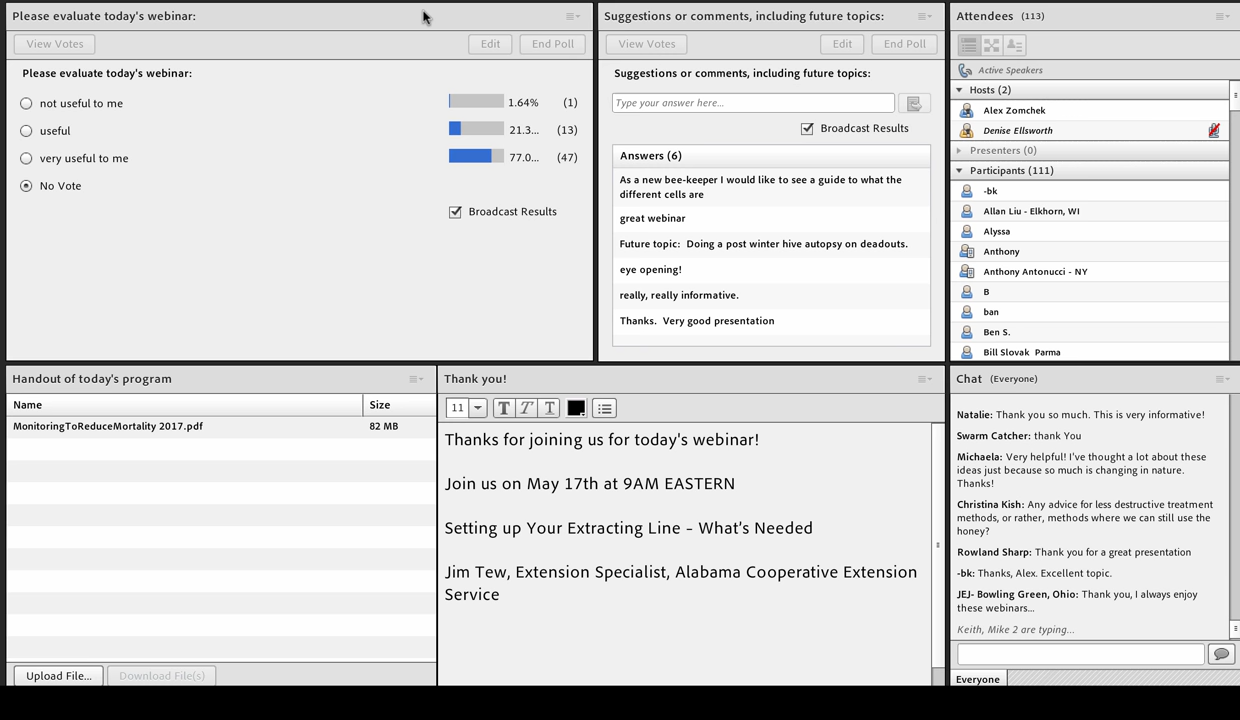 Please evaluate today's webinar:
View Votes
Edit
End Poll
Please evaluate today's webinar:
not useful to me 1.64% (1)
useful 21.3... (13)
very useful to me 77.0... (47)
No Vote
Broadcast Results
Suggestions or comments, including future topics:
View Votes
Edit
End Poll
Suggestions or comments, including future topics:
Type your answer here...
Broadcast Results
Answers (6)
As a new bee-keeper I would like to see a guide to what the
different cells are
great webinar
Future topic: Doing a post winter hive autopsy on deadouts.
eye opening!
really, really informative.
Thanks. Very good presentation
Attendees (113)
Active Speakers
Hosts (2)
Alex Zomchek
Denise Ellsworth
Presenters (0)
Participants (111)
-bk
Allan Liu - Elkhorn, WI
Alyssa
Anthony
Anthony Antonucci - NY
B
ban
Ben S.
Bill Slovak Parma
Handout of today's program
Name Size
MonitoringToReduceMortality 2017.pdf 82 MB
Upload File...
Download File(s)
Thank you!
11 T T T
Thanks for joining us for today's webinar!
Join us on May 17th at 9AM EASTERN
Setting up Your Extracting Line - What's Needed
Jim Tew, Extension Specialist, Alabama Cooperative Extension
Service
Chat (Everyone)
Natalie: Thank you so much. This is very informative!
Swarm Catcher: thank You
Michaela: Very helpful! I've thought a lot about these
ideas just because so much is changing in nature.
Thanks!
Christina Kish: Any advice for less destructive treatment
methods, or rather, methods where we can still use the
honey?
Rowland Sharp: Thank you for a great presentation
-bk: Thanks, Alex. Excellent topic.
JEJ- Bowling Green, Ohio: Thank you, I always enjoy
these webinars...
Keith, Mike 2 are typing...
Everyone